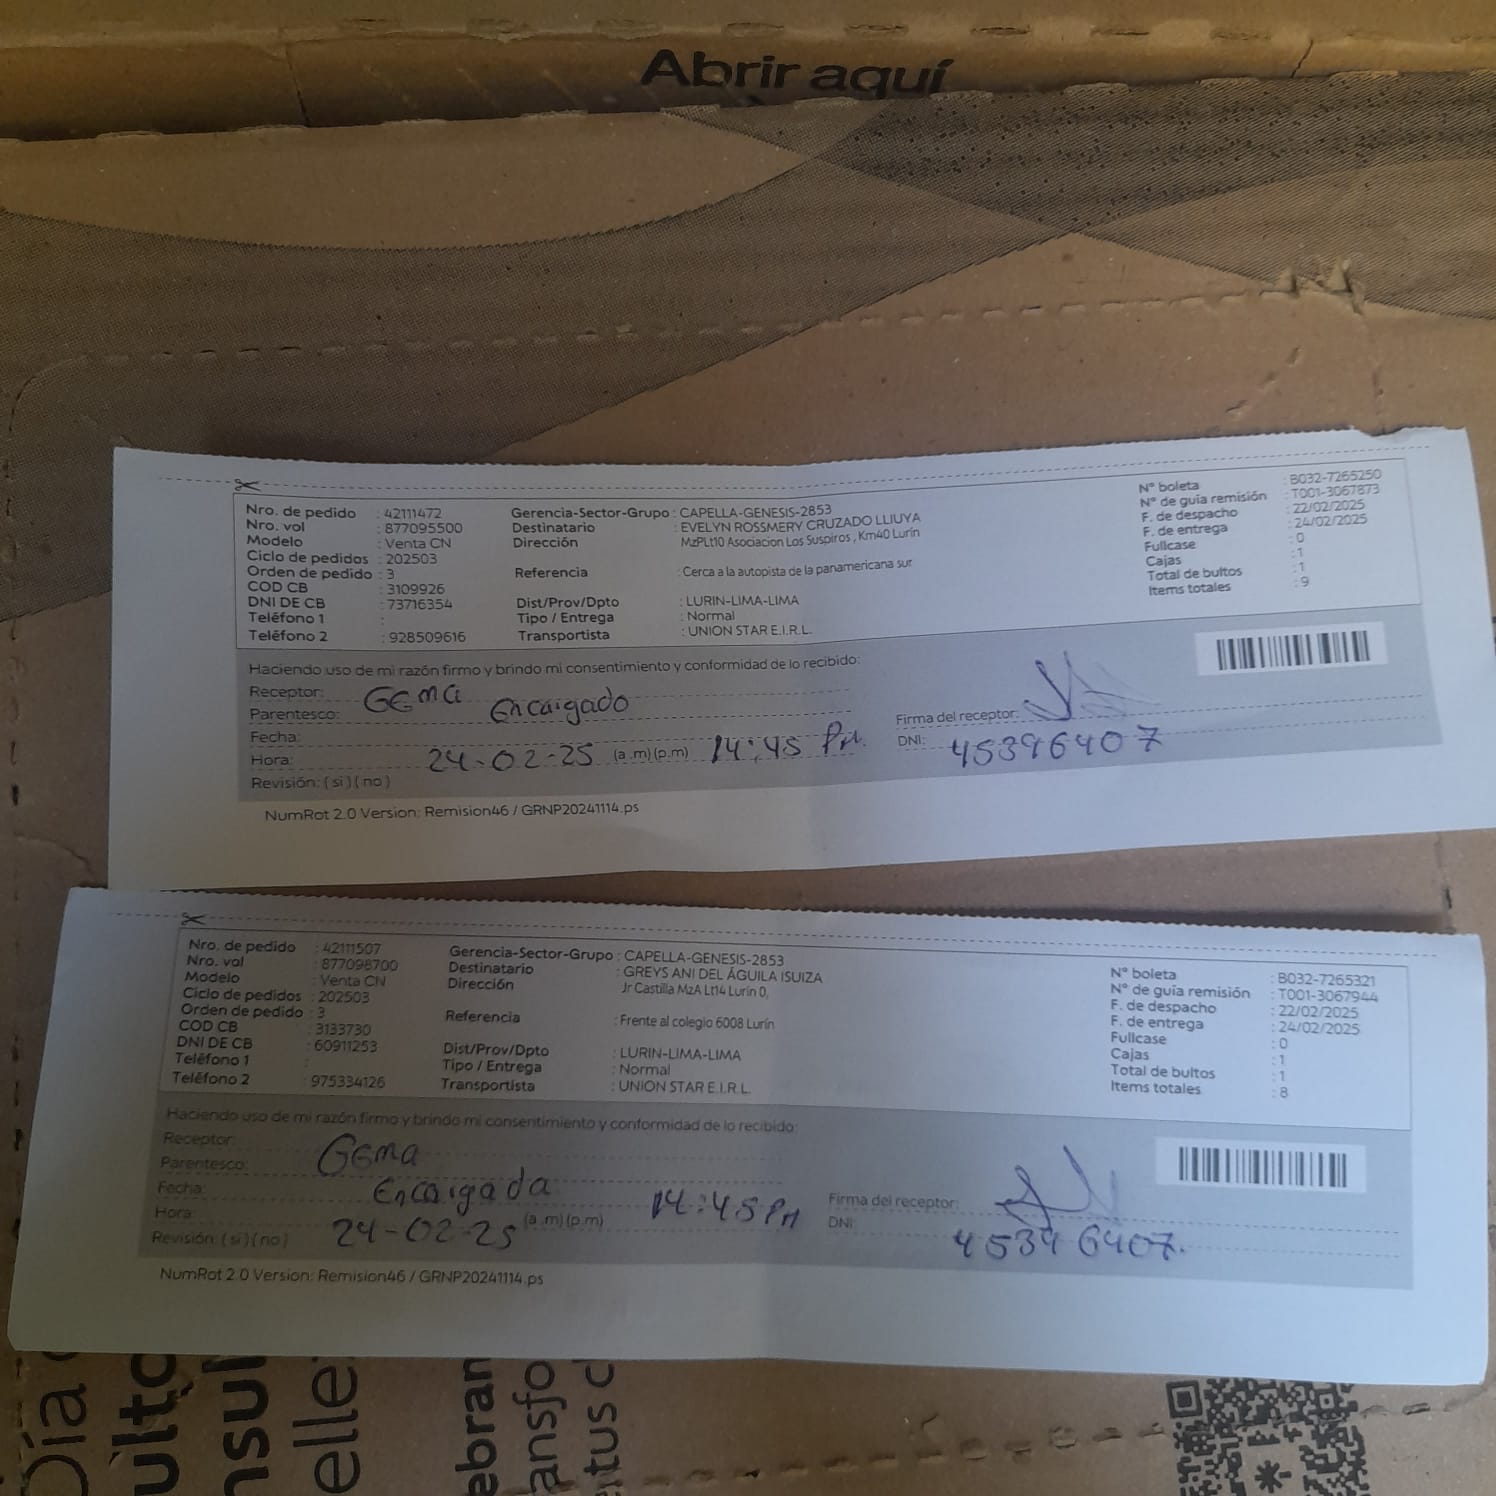 Abrir aquí
Nro. de pedido : 42111472
Nro. vol : 877095500
Modelo : Venta CN
Ciclo de pedidos : 202503
Orden de pedido : 3
COD CB : 3109926
DNI DE CB : 73716354
Teléfono 1 :
Teléfono 2 : 928509616
Gerencia-Sector-Grupo : CAPELLA-GENESIS-2853
Destinatario : EVELYN ROSSMERY CRUZADO LLIUYA
Dirección MzPLt10 Asociacion Los Suspiros , Km40 Lurín
Referencia : Cerca a la autopista de la panamericana sur
Dist/Prov/Dpto : LURIN-LIMA-LIMA
Tipo / Entrega : Normal
Transportista : UNION STAR E.I.R.L.
N° boleta : B032-7265250
N° de guía remisión : T001-3067873
F. de despacho : 22/02/2025
F. de entrega : 24/02/2025
Fullcase : 0
Cajas : 1
Total de bultos : 1
Items totales : 9
Haciendo uso de mi razón firmo y brindo mi consentimiento y conformidad de lo recibido:
Receptor: GEMA
Parentesco: Encargado
Fecha:
Hora: 24-02-25 (a.m)(p.m) 14:45 PM.
Revisión: ( si ) ( no )
Firma del receptor:
DNI: 45396407
NumRot 2.0 Version: Remision46 / GRNP20241114.ps
Nro. de pedido : 42111507
Nro. vol : 877098700
Modelo : Venta CN
Ciclo de pedidos : 202503
Orden de pedido : 3
COD CB : 3133730
DNI DE CB : 60911253
Teléfono 1 :
Teléfono 2 : 975334126
Gerencia-Sector-Grupo : CAPELLA-GENESIS-2853
Destinatario : GREYS ANI DEL ÁGUILA ISUIZA
Dirección Jr Castilla MzA Lt14 Lurin 0,
Referencia : Frente al colegio 6008 Lurín
Dist/Prov/Dpto : LURIN-LIMA-LIMA
Tipo / Entrega : Normal
Transportista : UNION STAR E.I.R.L.
N° boleta : B032-7265321
N° de guía remisión : T001-3067944
F. de despacho : 22/02/2025
F. de entrega : 24/02/2025
Fullcase : 0
Cajas : 1
Total de bultos : 1
Items totales : 8
Haciendo uso de mi razón firmo y brindo mi consentimiento y conformidad de lo recibido:
Receptor:
Parentesco: GEMA
Fecha: Encargada
Hora: 24-02-25 (a.m)(p.m) 14:45 PM
Revisión: ( si ) ( no )
Firma del receptor:
DNI: 45396407.
NumRot 2.0 Version: Remision46 / GRNP20241114.ps
Día